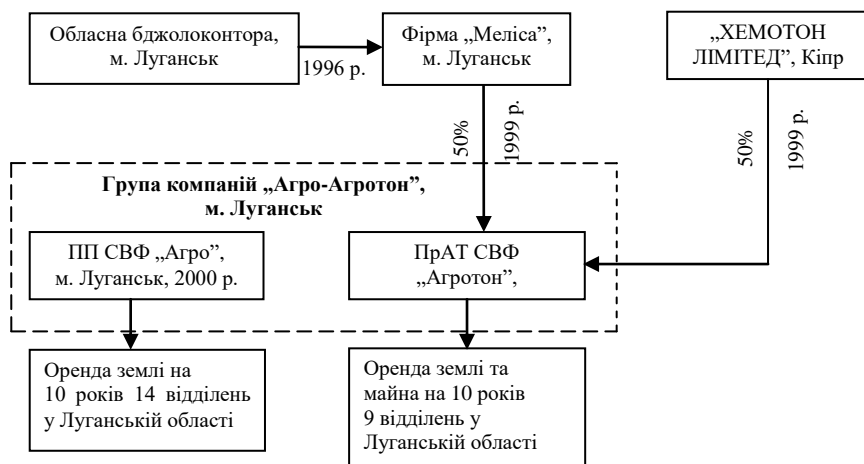 Обласна бджолоконтора,
м. Луганськ
1996 р.
Фірма „Меліса”,
м. Луганськ
„ХЕМОТОН
ЛІМІТЕД”, Кіпр
50%
1999 р.
50%
1999 р.
Група компаній „Агро-Агротон”,
м. Луганськ
ПП СВФ „Агро”,
м. Луганськ, 2000 р.
ПрАТ СВФ
„Агротон”,
Оренда землі на
10 років 14 відділень
у Луганській області
Оренда землі та
майна на 10 років
9 відділень у
Луганській області